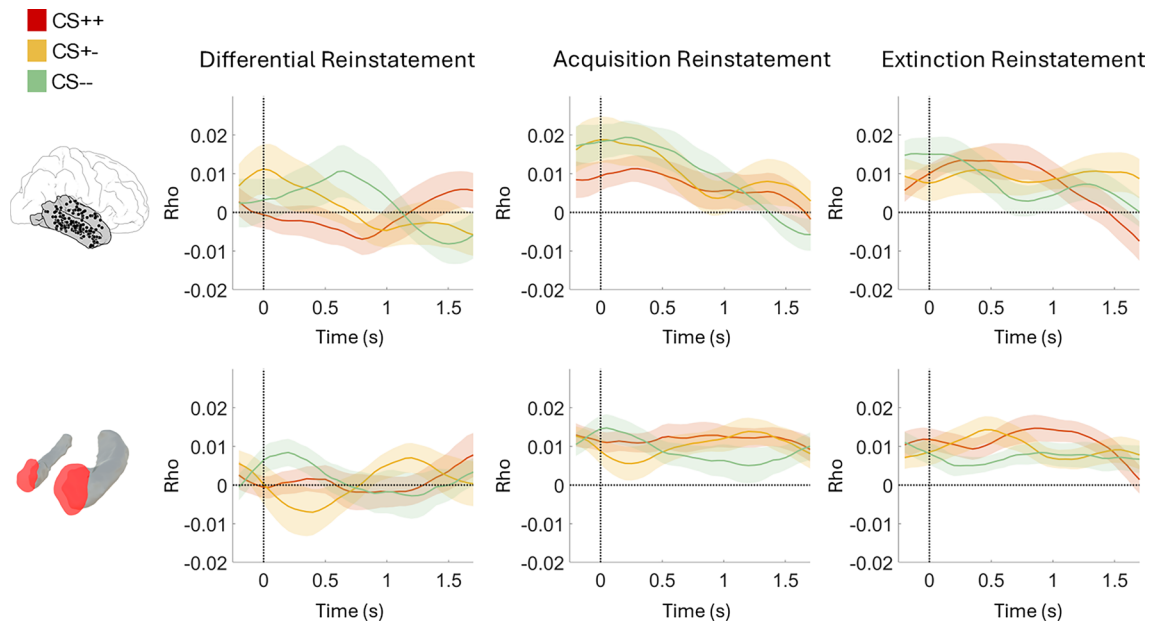 CS++
CS+-
CS--
Differential Reinstatement
Acquisition Reinstatement
Extinction Reinstatement
0.02
0.01
0
-0.01
-0.02
Rho
0 0.5 1 1.5
Time (s)
0.02
0.01
0
-0.01
-0.02
Rho
0 0.5 1 1.5
Time (s)
0.02
0.01
0
-0.01
-0.02
Rho
0 0.5 1 1.5
Time (s)
0.02
0.01
0
-0.01
-0.02
Rho
0 0.5 1 1.5
Time (s)
0.02
0.01
0
-0.01
-0.02
Rho
0 0.5 1 1.5
Time (s)
0.02
0.01
0
-0.01
-0.02
Rho
0 0.5 1 1.5
Time (s)